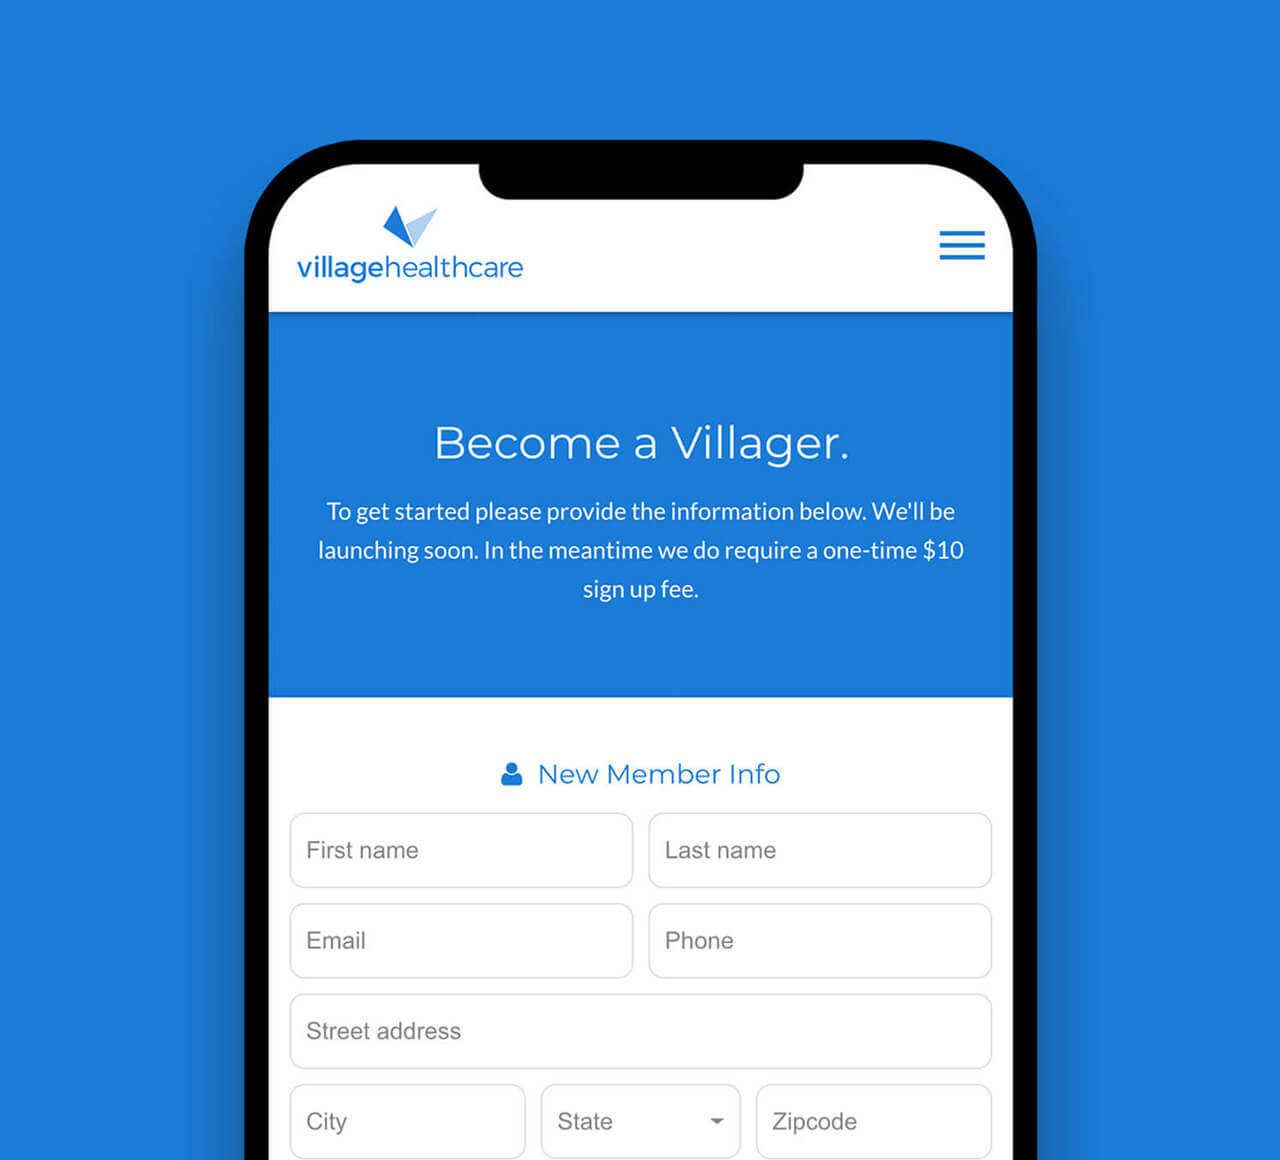 villagehealthcare
Become a Villager.
To get started please provide the information below. We'll be
launching soon. In the meantime we do require a one-time $10
sign up fee.
New Member Info
First name
Last name
Email
Phone
Street address
City
State
Zipcode